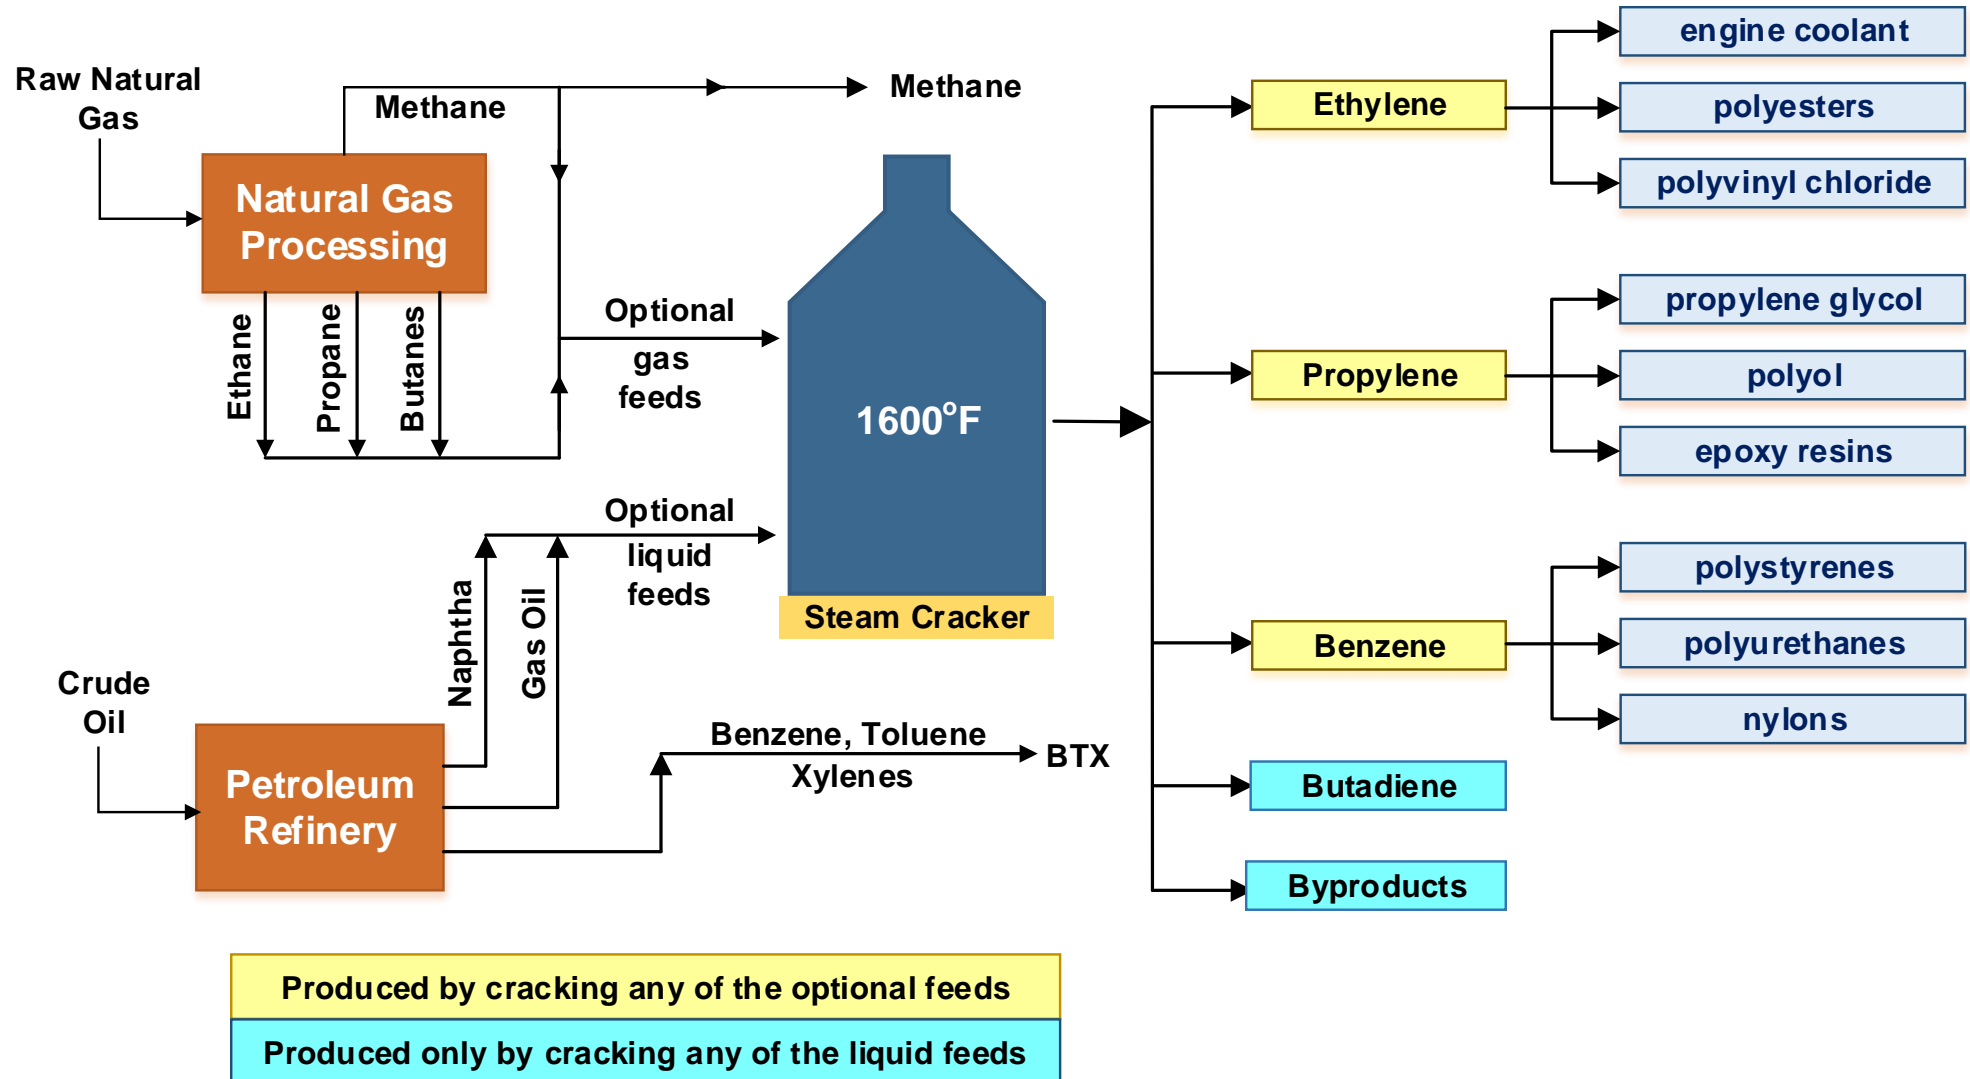 Raw Natural
Gas
Methane
Methane
Natural Gas
Processing
Ethane
Propane
Butanes
Optional
gas
feeds
Optional
liquid
feeds
Naphtha
Gas Oil
Crude
Oil
Petroleum
Refinery
Benzene, Toluene
Xylenes
BTX
1600°F
Steam Cracker
Ethylene
engine coolant
polyesters
polyvinyl chloride
Propylene
propylene glycol
polyol
epoxy resins
Benzene
polystyrenes
polyurethanes
nylons
Butadiene
Byproducts
Produced by cracking any of the optional feeds
Produced only by cracking any of the liquid feeds